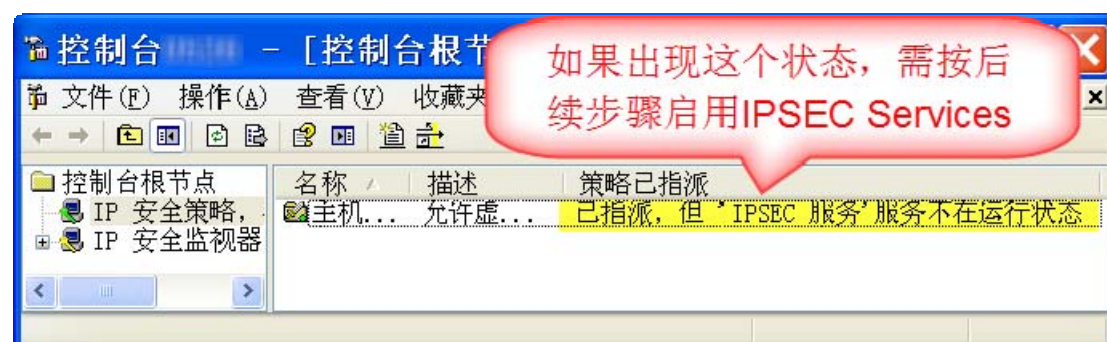 控制台 - [控制台根节
如果出现这个状态，需按后
续步骤启用IPSEC Services
文件(F) 操作(A) 查看(V) 收藏夹
控制台根节点
IP 安全策略，
IP 安全监视器
名称 描述 策略已指派
主机... 允许虚... 已指派，但 'IPSEC 服务' 服务不在运行状态